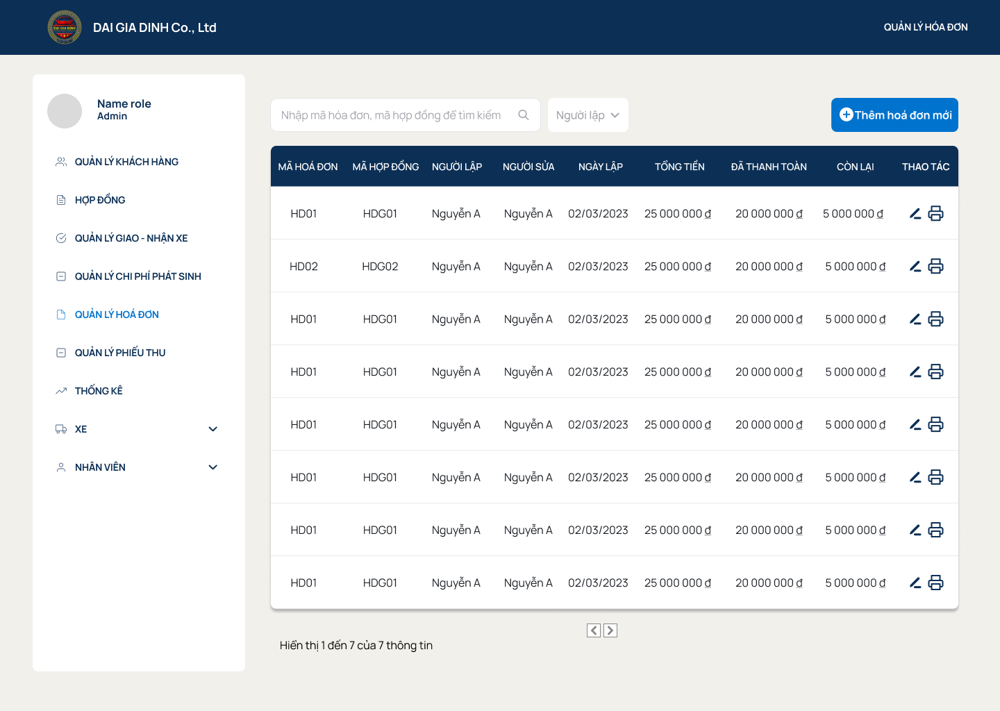 DAI GIA DINH
DAI GIA DINH Co., Ltd
QUẢN LÝ HÓA ĐƠN
Name role
Admin
QUẢN LÝ KHÁCH HÀNG
HỢP ĐỒNG
QUẢN LÝ GIAO - NHẬN XE
QUẢN LÝ CHI PHÍ PHÁT SINH
QUẢN LÝ HOÁ ĐƠN
QUẢN LÝ PHIẾU THU
THỐNG KÊ
XE
NHÂN VIÊN
Nhập mã hóa đơn, mã hợp đồng để tìm kiếm
Người lập
Thêm hoá đơn mới
MÃ HOÁ ĐƠN MÃ HỢP ĐỒNG NGƯỜI LẬP NGƯỜI SỬA NGÀY LẬP TỔNG TIỀN ĐÃ THANH TOÀN CÒN LẠI THAO TÁC
HD01 HDG01 Nguyễn A Nguyễn A 02/03/2023 25 000 000 ₫ 20 000 000 ₫ 5 000 000 ₫
HD02 HDG02 Nguyễn A Nguyễn A 02/03/2023 25 000 000 ₫ 20 000 000 ₫ 5 000 000 ₫
HD01 HDG01 Nguyễn A Nguyễn A 02/03/2023 25 000 000 ₫ 20 000 000 ₫ 5 000 000 ₫
HD01 HDG01 Nguyễn A Nguyễn A 02/03/2023 25 000 000 ₫ 20 000 000 ₫ 5 000 000 ₫
HD01 HDG01 Nguyễn A Nguyễn A 02/03/2023 25 000 000 ₫ 20 000 000 ₫ 5 000 000 ₫
HD01 HDG01 Nguyễn A Nguyễn A 02/03/2023 25 000 000 ₫ 20 000 000 ₫ 5 000 000 ₫
HD01 HDG01 Nguyễn A Nguyễn A 02/03/2023 25 000 000 ₫ 20 000 000 ₫ 5 000 000 ₫
HD01 HDG01 Nguyễn A Nguyễn A 02/03/2023 25 000 000 ₫ 20 000 000 ₫ 5 000 000 ₫
Hiển thị 1 đến 7 của 7 thông tin